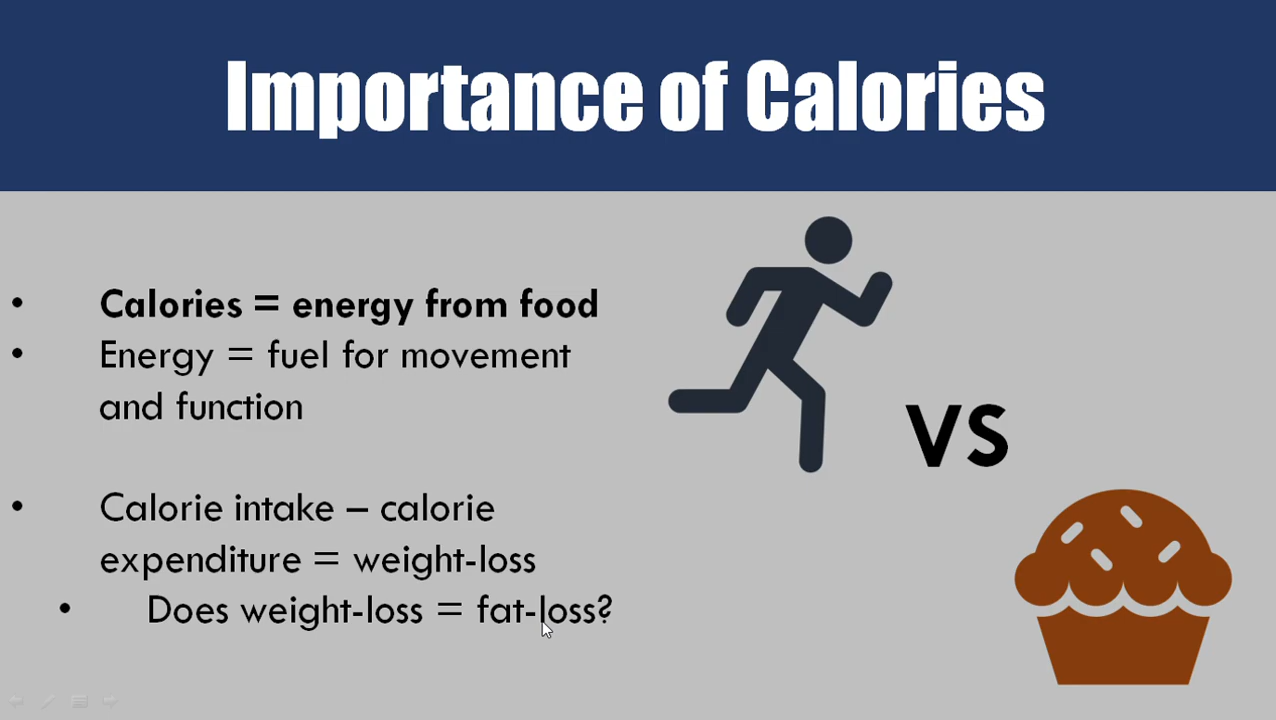 Importance of Calories
• Calories = energy from food
• Energy = fuel for movement
and function
VS
• Calorie intake – calorie
expenditure = weight-loss
• Does weight-loss = fat-loss?